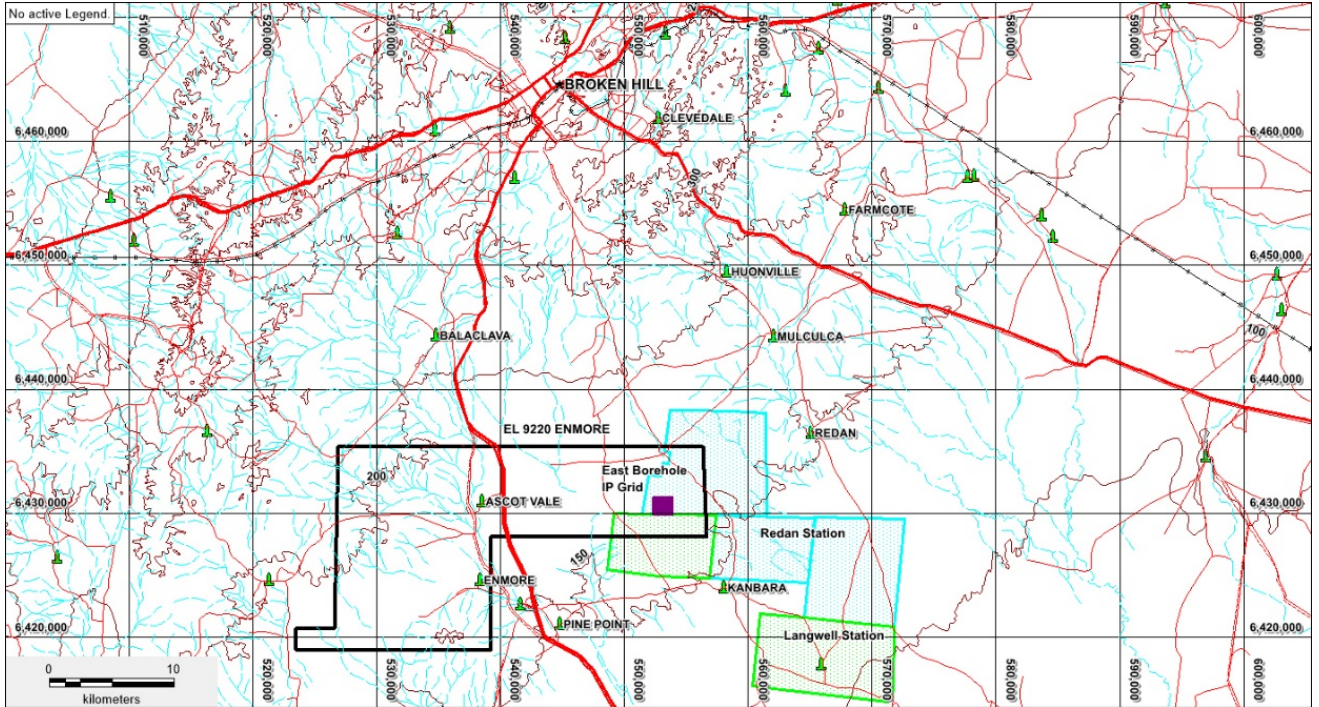 No active Legend.
510,000
520,000
540,000
550,000
560,000
570,000
580,000
590,000
600,000
BROKEN HILL
CLEVEDALE
6,460,000
6,460,000
300
FARMCOTE
6,450,000
6,450,000
HUONVILLE
BALACLAVA
MULCULCA
100
6,440,000
6,440,000
EL 9220 ENMORE
REDAN
East Borehole
IP Grid
200
ASCOT VALE
6,430,000
6,430,000
Redan Station
150
ENMORE
KANBARA
PINE POINT
6,420,000
6,420,000
Langwell Station
0 10
kilometers
520,000
530,000
540,000
550,000
560,000
570,000
580,000
590,000
600,000